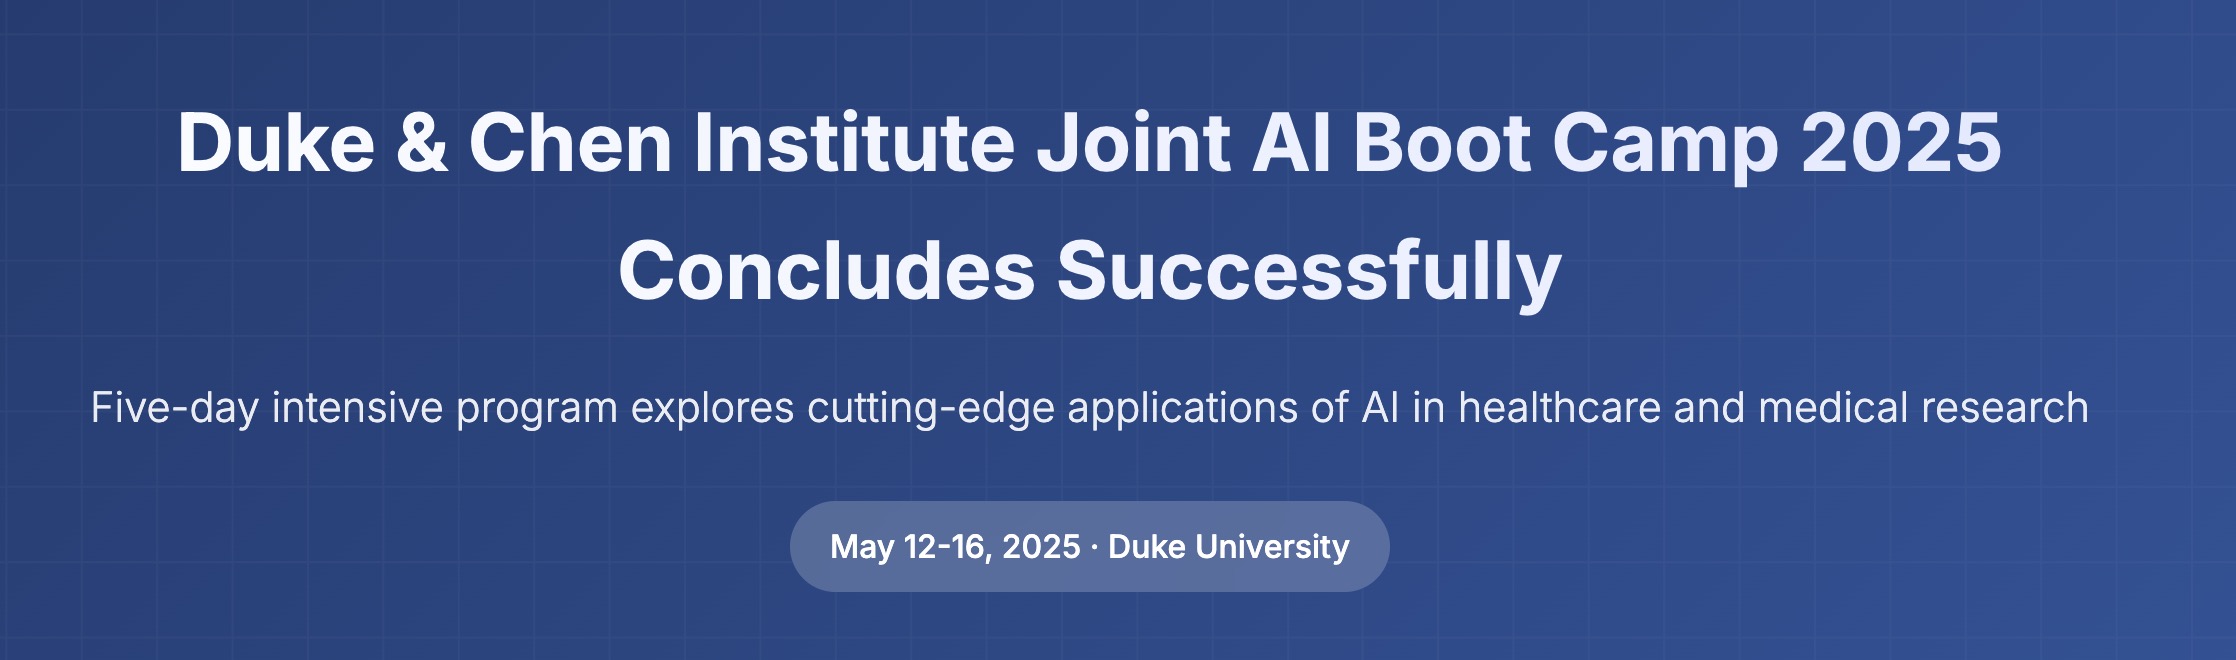 Duke & Chen Institute Joint AI Boot Camp 2025
Concludes Successfully
Five-day intensive program explores cutting-edge applications of AI in healthcare and medical research
May 12-16, 2025 · Duke University